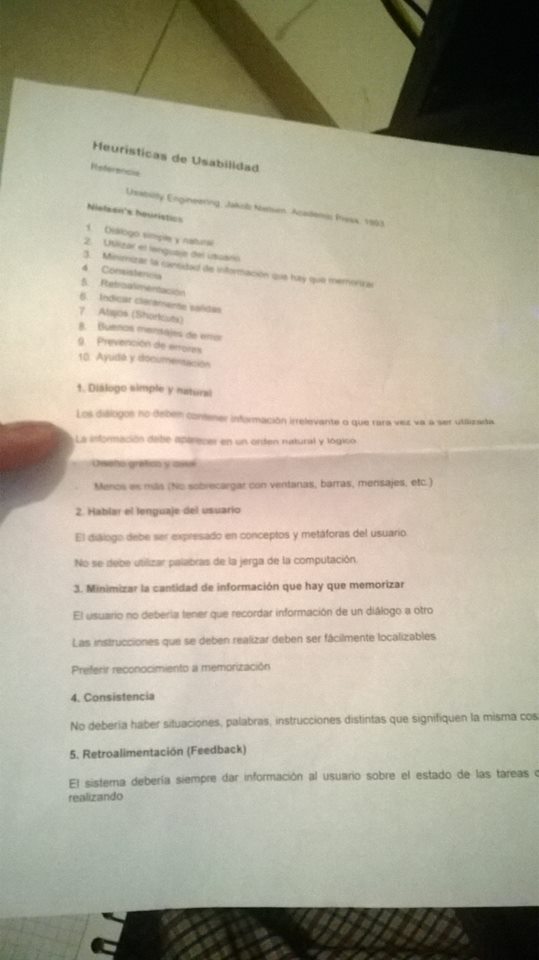 Heurísticas de Usabilidad
Referencia
Usability Engineering. Jakob Nielsen. Academic Press, 1993
Nielsen's heuristics
1. Diálogo simple y natural
2. Utilizar el lenguaje del usuario
3. Minimizar la cantidad de información que hay que memorizar
4. Consistencia
5. Retroalimentación
6. Indicar claramente salidas
7. Atajos (Shortcuts)
8. Buenos mensajes de error
9. Prevención de errores
10. Ayuda y documentación
1. Diálogo simple y natural
Los diálogos no deben contener información irrelevante o que rara vez va a ser utilizada.
La información debe aparecer en un orden natural y lógico.
Diseño gráfico y
Menos es más (No sobrecargar con ventanas, barras, mensajes, etc.)
2. Hablar el lenguaje del usuario
El diálogo debe ser expresado en conceptos y metáforas del usuario.
No se debe utilizar palabras de la jerga de la computación.
3. Minimizar la cantidad de información que hay que memorizar
El usuario no debería tener que recordar información de un diálogo a otro
Las instrucciones que se deben realizar deben ser fácilmente localizables
Preferir reconocimiento a memorización
4. Consistencia
No debería haber situaciones, palabras, instrucciones distintas que signifiquen la misma cos
5. Retroalimentación (Feedback)
El sistema debería siempre dar información al usuario sobre el estado de las tareas
realizando